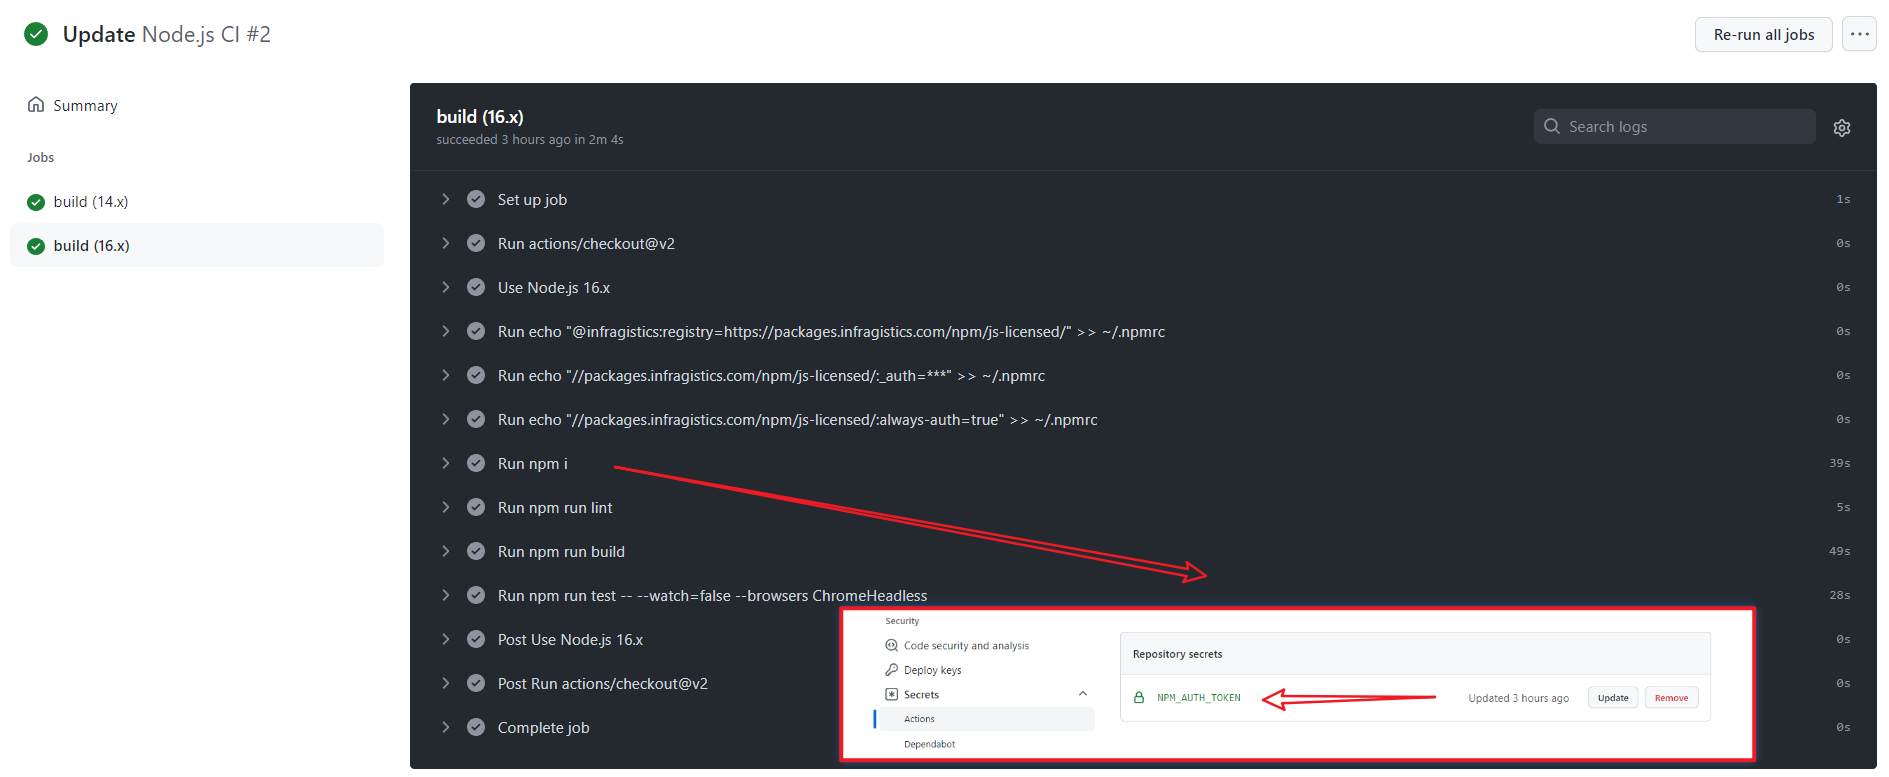 Update Node.js CI #2
Re-run all jobs
Summary
Jobs
build (14.x)
build (16.x)
build (16.x)
succeeded 3 hours ago in 2m 4s
Search logs
Set up job 1s
Run actions/checkout@v2 0s
Use Node.js 16.x 0s
Run echo "@infragistics:registry=https://packages.infragistics.com/npm/js-licensed/" >> ~/.npmrc 0s
Run echo "//packages.infragistics.com/npm/js-licensed/:_auth=***" >> ~/.npmrc 0s
Run echo "//packages.infragistics.com/npm/js-licensed/:always-auth=true" >> ~/.npmrc 0s
Run npm i 39s
Run npm run lint 5s
Run npm run build 49s
Run npm run test -- --watch=false --browsers ChromeHeadless 28s
Post Use Node.js 16.x 0s
Post Run actions/checkout@v2 0s
Complete job 0s
Security
Code security and analysis
Deploy keys
Secrets
Actions
Dependabot
Repository secrets
NPM_AUTH_TOKEN Updated 3 hours ago Update Remove